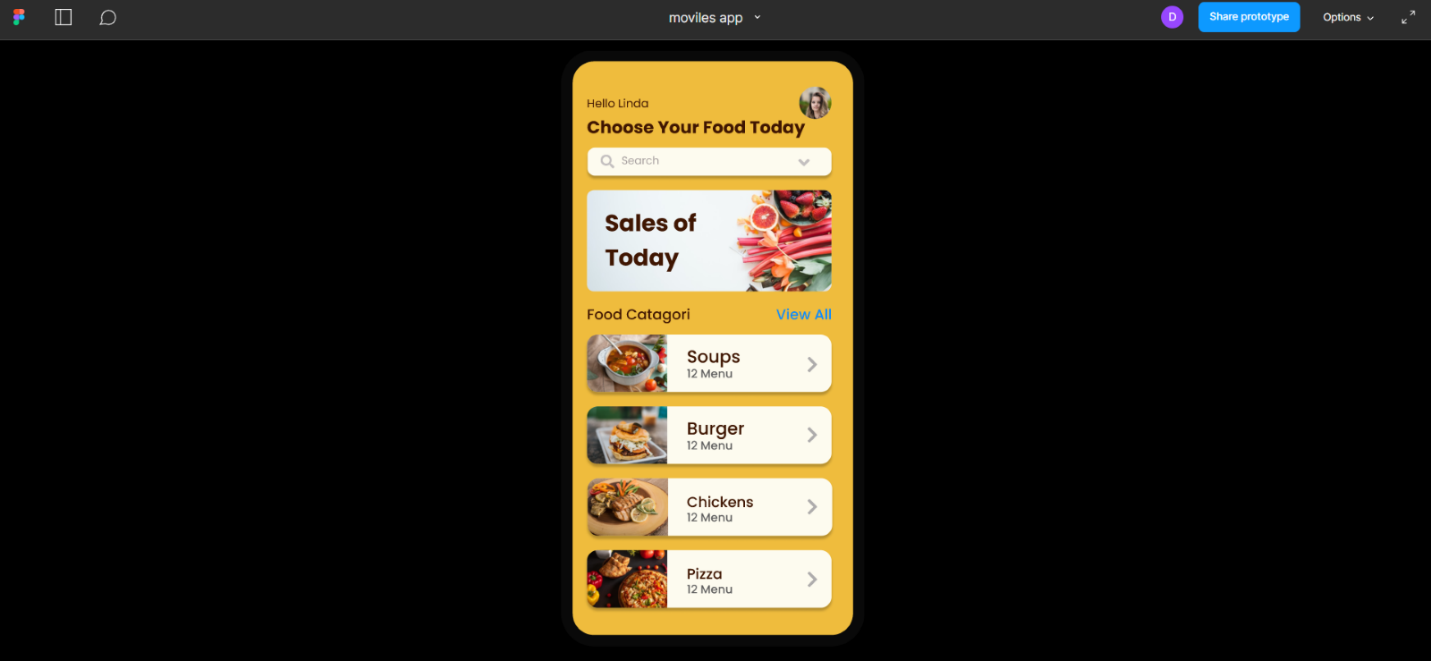 moviles app
D
Share prototype
Options
Hello Linda
Choose Your Food Today
Search
Sales of
Today
Food Catagori
View All
Soups
12 Menu
Burger
12 Menu
Chickens
12 Menu
Pizza
12 Menu